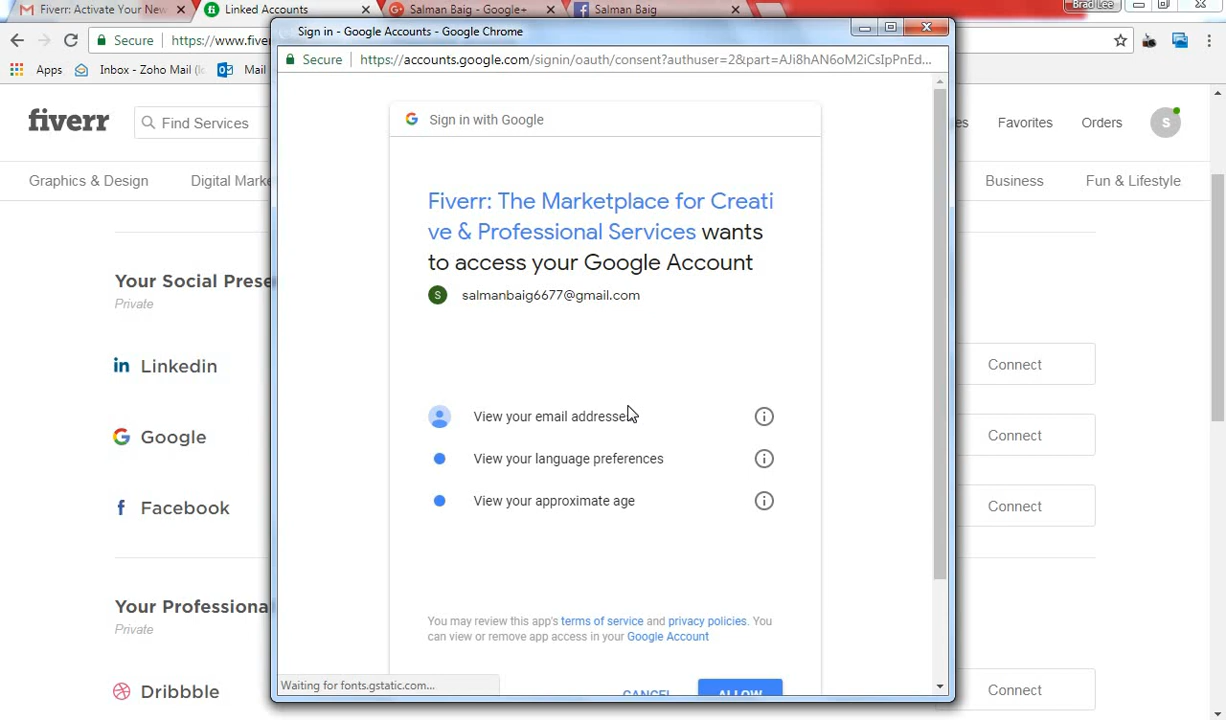 Fiverr: Activate Your New
Linked Accounts
Salman Baig - Google+
Salman Baig
Brad Lee
Sign in - Google Accounts - Google Chrome
Secure
https://www.fiver
Secure
https://accounts.google.com/signin/oauth/consent?authuser=2&part=AJi8hAN6oM2iCsIpPnEd...
Apps
Inbox - Zoho Mail (
Mail
fiverr
Find Services
Favorites
Orders
S
Sign in with Google
Graphics & Design
Digital Marke
Business
Fun & Lifestyle
Fiverr: The Marketplace for Creati
ve & Professional Services wants
to access your Google Account
S
salmanbaig6677@gmail.com
Your Social Prese
Private
Linkedin
Connect
Google
Connect
Facebook
Connect
View your email addresse
View your language preferences
View your approximate age
Your Professiona
Private
You may review this app's terms of service and privacy policies. You
can view or remove app access in your Google Account
CANCEL
ALLOW
Waiting for fonts.gstatic.com...
Dribbble
Connect